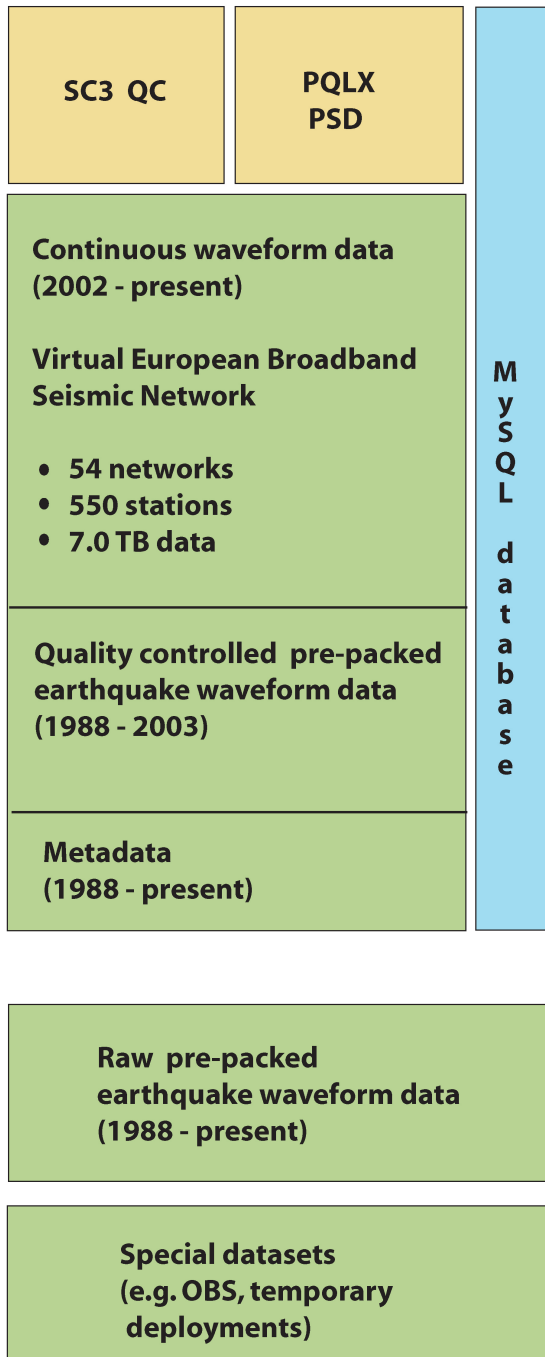 SC3 QC
PQLX
PSD
Continuous waveform data
(2002 - present)
Virtual European Broadband
Seismic Network
• 54 networks
• 550 stations
• 7.0 TB data
Quality controlled pre-packed
earthquake waveform data
(1988 - 2003)
Metadata
(1988 - present)
MySQL database
Raw pre-packed
earthquake waveform data
(1988 - present)
Special datasets
(e.g. OBS, temporary
deployments)